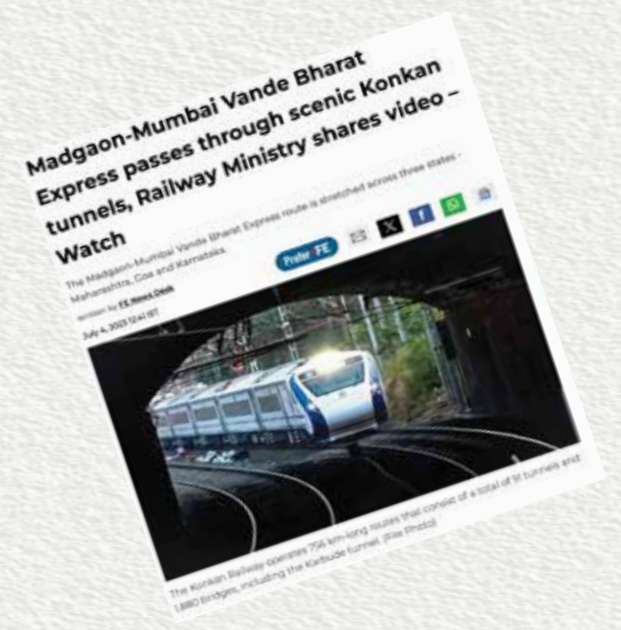 Madgaon-Mumbai Vande Bharat
Express passes through scenic Konkan
tunnels, Railway Ministry shares video –
Watch
The Madgaon-Mumbai Vande Bharat Express route is stretched across three states -
Maharashtra, Goa and Karnataka.
Written by FE News Desk
July 4, 2023 12:41 IST
Prefer FE
The Konkan Railway operates 756 km-long routes that consist of a total of 91 tunnels and
1,880 bridges, including the Karbude tunnel. (File Photo)